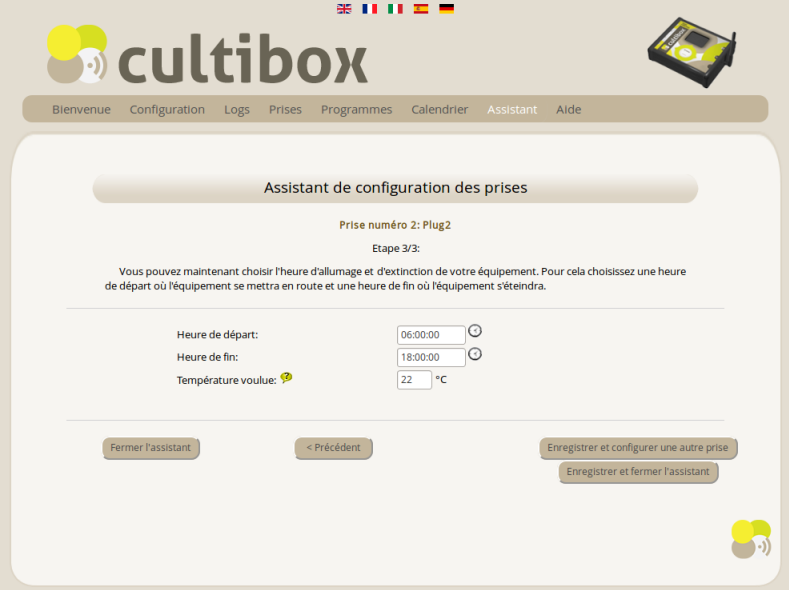 cultibox
Bienvenue Configuration Logs Prises Programmes Calendrier Assistant Aide
Assistant de configuration des prises
Prise numéro 2: Plug2
Etape 3/3:
Vous pouvez maintenant choisir l'heure d'allumage et d'extinction de votre équipement. Pour cela choisissez une heure
de départ où l'équipement se mettra en route et une heure de fin où l'équipement s'éteindra.
Heure de départ: 06:00:00
Heure de fin: 18:00:00
Température voulue: ? 22 °C
Fermer l'assistant < Précédent Enregistrer et configurer une autre prise
Enregistrer et fermer l'assistant